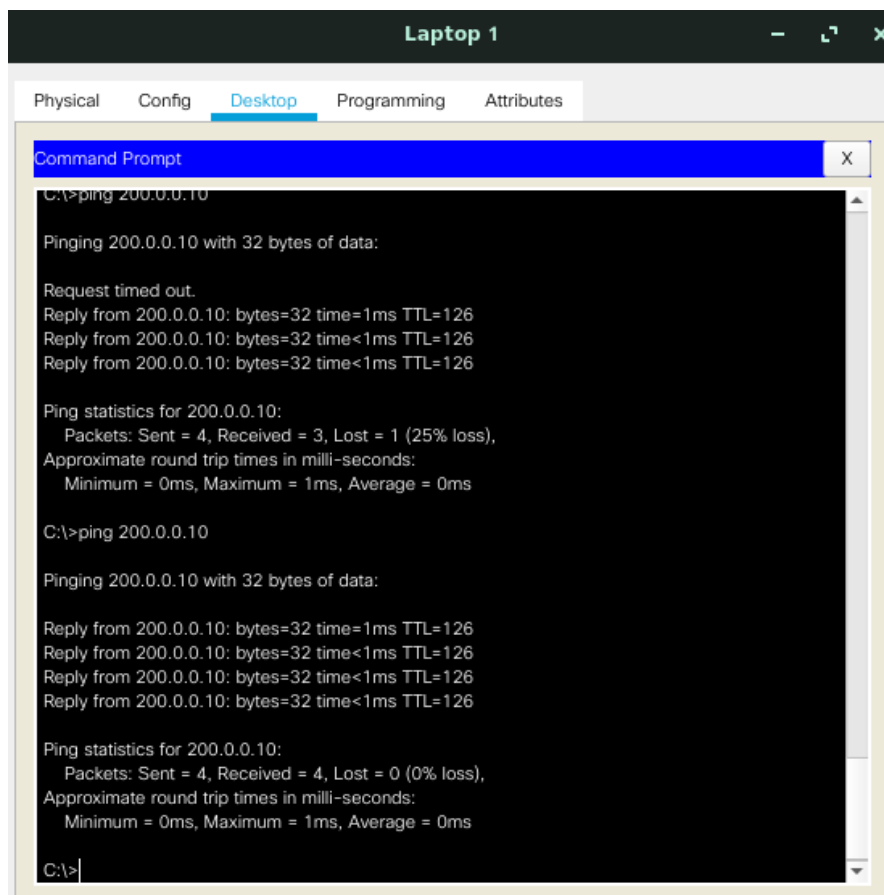 Laptop 1
Physical Config Desktop Programming Attributes
Command Prompt X
C:\>ping 200.0.0.10
Pinging 200.0.0.10 with 32 bytes of data:
Request timed out.
Reply from 200.0.0.10: bytes=32 time=1ms TTL=126
Reply from 200.0.0.10: bytes=32 time<1ms TTL=126
Reply from 200.0.0.10: bytes=32 time<1ms TTL=126
Ping statistics for 200.0.0.10:
Packets: Sent = 4, Received = 3, Lost = 1 (25% loss),
Approximate round trip times in milli-seconds:
Minimum = 0ms, Maximum = 1ms, Average = 0ms
C:\>ping 200.0.0.10
Pinging 200.0.0.10 with 32 bytes of data:
Reply from 200.0.0.10: bytes=32 time=1ms TTL=126
Reply from 200.0.0.10: bytes=32 time<1ms TTL=126
Reply from 200.0.0.10: bytes=32 time<1ms TTL=126
Reply from 200.0.0.10: bytes=32 time<1ms TTL=126
Ping statistics for 200.0.0.10:
Packets: Sent = 4, Received = 4, Lost = 0 (0% loss),
Approximate round trip times in milli-seconds:
Minimum = 0ms, Maximum = 1ms, Average = 0ms
C:\>